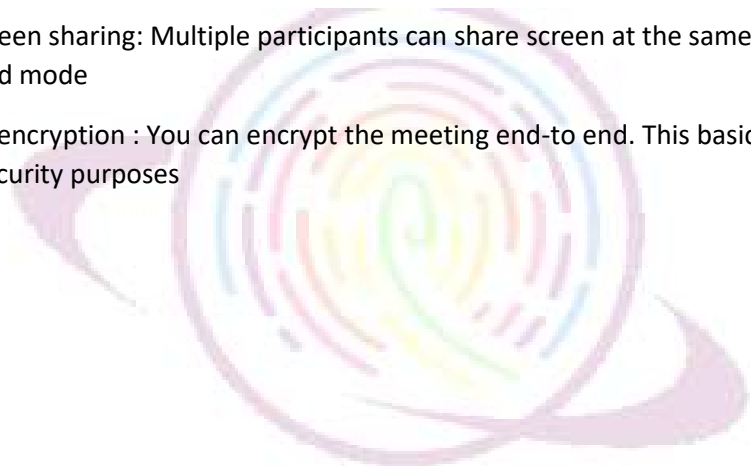 een sharing: Multiple participants can share screen at the same
d mode
encryption : You can encrypt the meeting end-to end. This basic
curity purposes